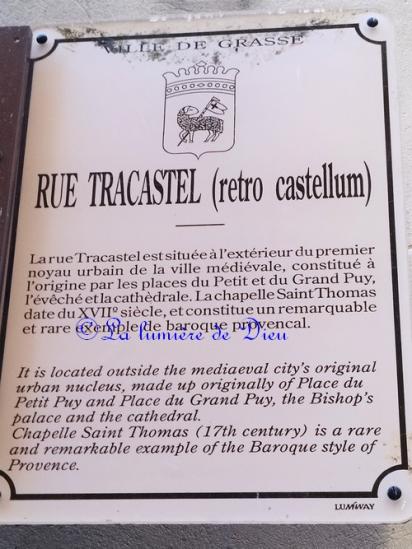 VILLE DE GRASSE
RUE TRACASTEL (retro castellum)
La rue Tracastel est située à l'extérieur du premier
noyau urbain de la ville médiévale, constitué à
l'origine par les places du Petit et du Grand Puy,
l'évêché et la cathèdrale. La chapelle Saint Thomas
date du XVIIº siècle, et constitue un remarquable
et rare exemple de baroque provencal.
©La lumière de Dieu
It is located outside the mediaeval city's original
urban nucleus, made up originally of Place du
Petit Puy and Place du Grand Puy, the Bishop's
palace and the cathedral.
Chapelle Saint Thomas (17th century) is a rare
and remarkable example of the Baroque style of
Provence.
LUMIWAY